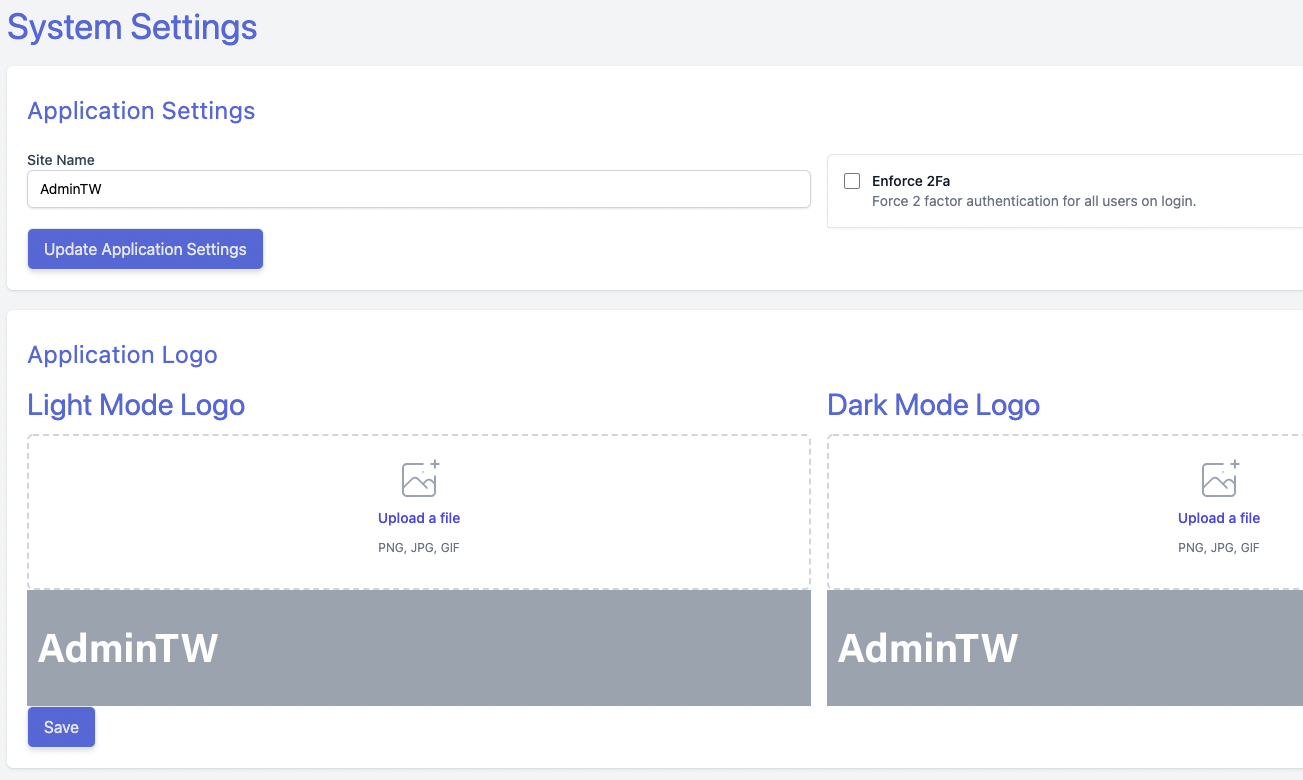 System Settings
Application Settings
Site Name
AdminTW
Enforce 2Fa
Force 2 factor authentication for all users on login.
Update Application Settings
Application Logo
Light Mode Logo
Upload a file
PNG, JPG, GIF
AdminTW
Dark Mode Logo
Upload a file
PNG, JPG, GIF
AdminTW
Save